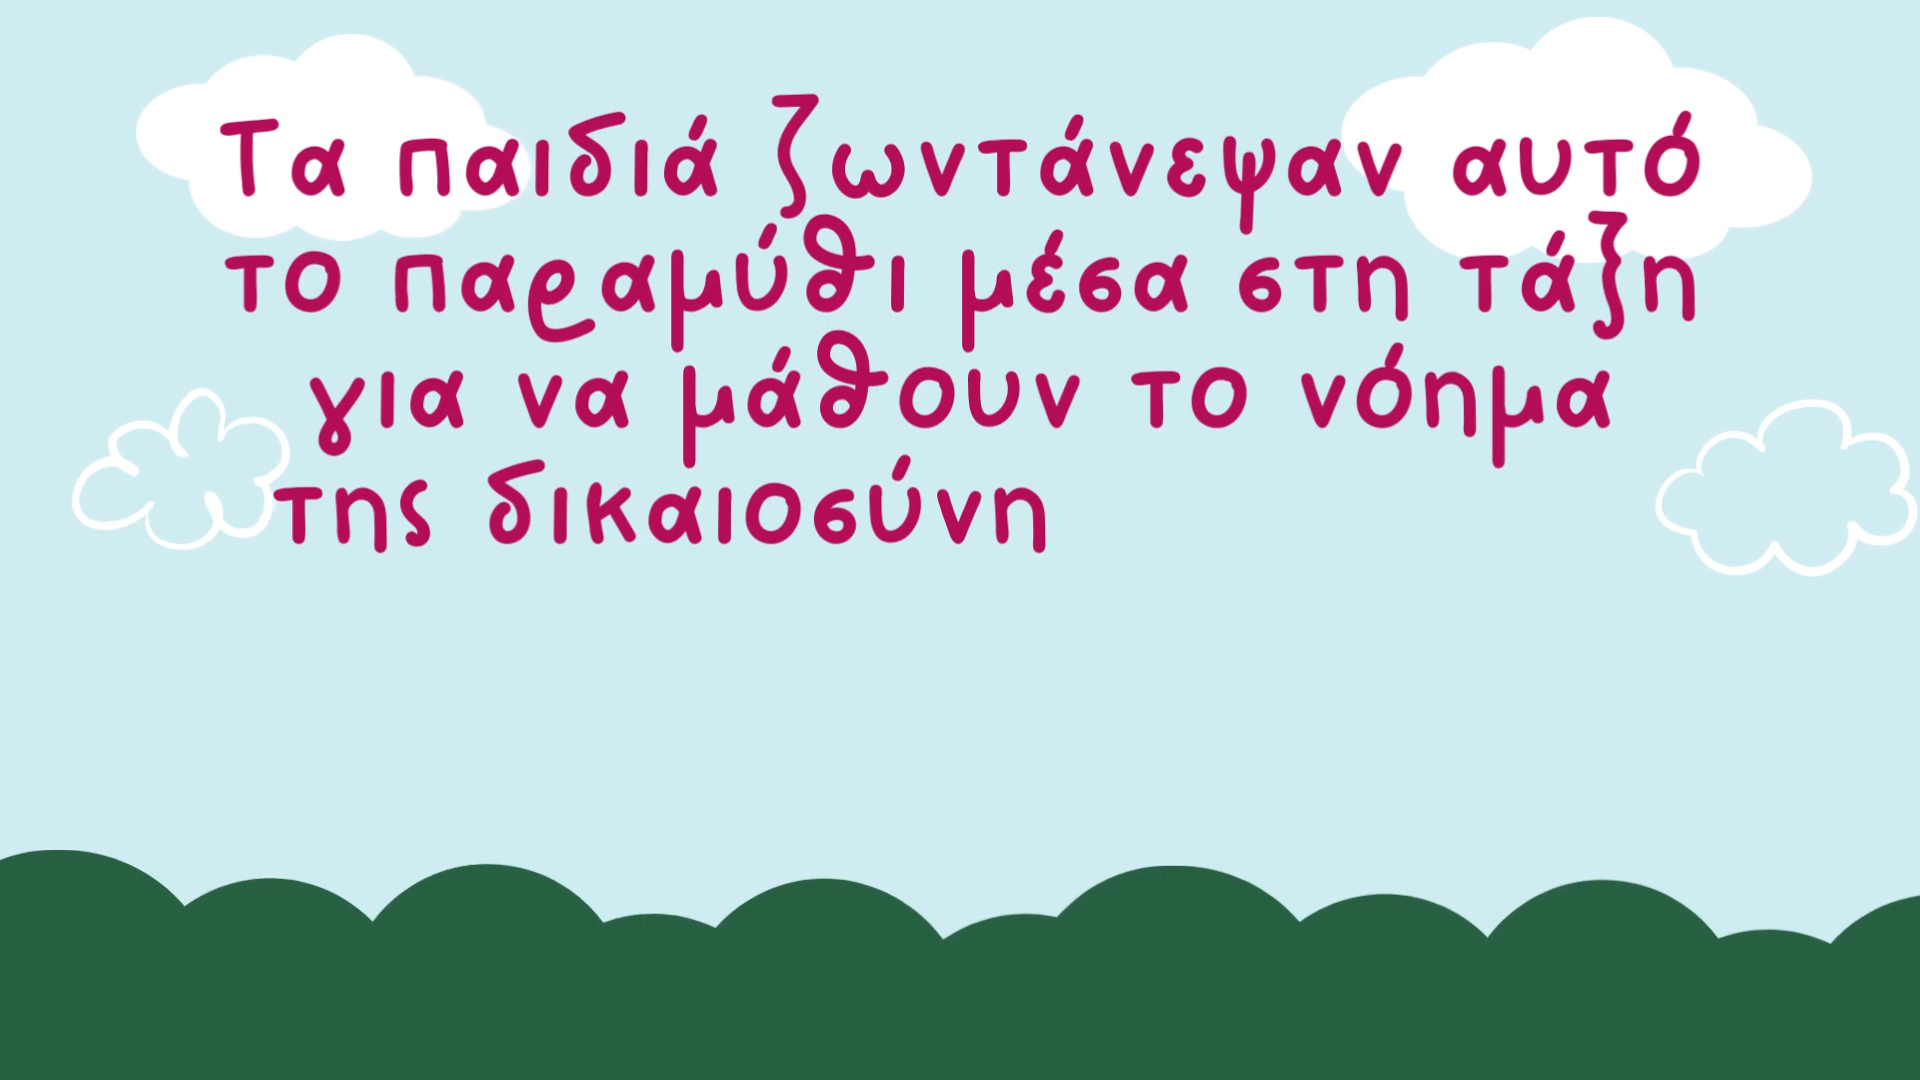 Τα παιδιά ζωντάνεψαν αυτό
το παραμύθι μέσα στη τάξη
για να μάθουν το νόημα
της δικαιοσύνη